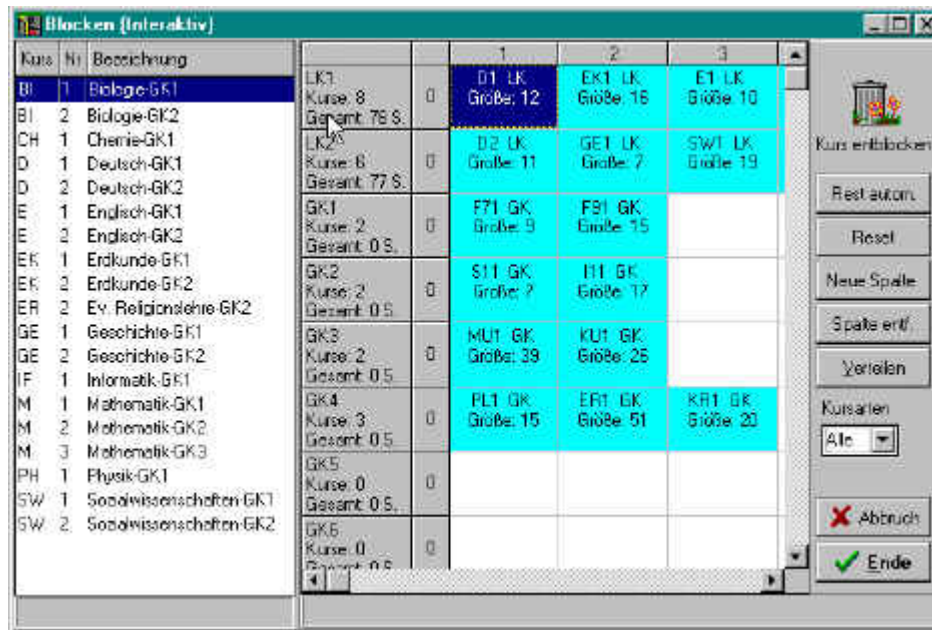 Blocken (Interaktiv)
Kurs Nr Bezeichnung
BI 1 Biologie-GK1
BI 2 Biologie-GK2
CH 1 Chemie-GK1
D 1 Deutsch-GK1
D 2 Deutsch-GK2
E 1 Englisch-GK1
E 2 Englisch-GK2
EK 1 Erdkunde-GK1
EK 2 Erdkunde-GK2
ER 2 Ev. Religionslehre-GK2
GE 1 Geschichte-GK1
GE 2 Geschichte-GK2
IF 1 Informatik-GK1
M 1 Mathematik-GK1
M 2 Mathematik-GK2
M 3 Mathematik-GK3
PH 1 Physik-GK1
SW 1 Sozialwissenschaften-GK1
SW 2 Sozialwissenschaften-GK2
1 2 3
LK1 D1 LK EK1 LK E1 LK
Kurse: 8 0 Größe: 12 Größe: 16 Größe: 10
Gesamt: 78 S.
LK2 D2 LK GE1 LK SW1 LK
Kurse: 6 0 Größe: 11 Größe: 7 Größe: 19
Gesamt: 77 S.
GK1 F71 GK F91 GK
Kurse: 2 0 Größe: 9 Größe: 15
Gesamt: 0 S.
GK2 S11 GK I11 GK
Kurse: 2 0 Größe: 7 Größe: 17
Gesamt: 0 S.
GK3 MU1 GK KU1 GK
Kurse: 2 0 Größe: 39 Größe: 26
Gesamt: 0 S.
GK4 PL1 GK ER1 GK KR1 GK
Kurse: 3 0 Größe: 15 Größe: 51 Größe: 20
Gesamt: 0 S.
GK5
Kurse: 0 0
Gesamt: 0 S.
GK6
Kurse: 0 0
Gesamt: 0 S.
Kurs entblocken
Rest autom.
Reset
Neue Spalte
Spalte entf.
Verteilen
Kursarten
Alle
Abbruch
Ende